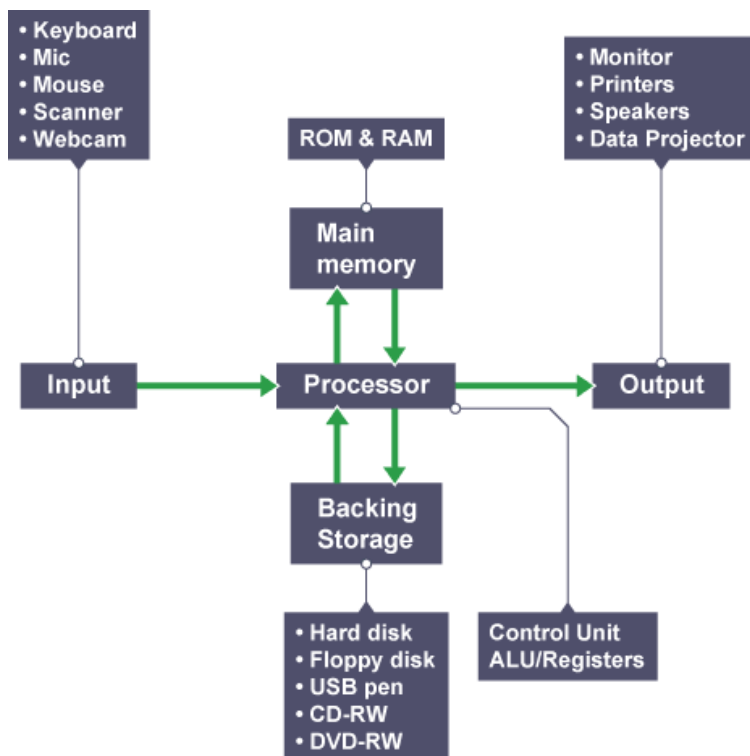 • Keyboard
• Mic
• Mouse
• Scanner
• Webcam
• Monitor
• Printers
• Speakers
• Data Projector
ROM & RAM
Main
memory
Input
Processor
Output
Backing
Storage
• Hard disk
• Floppy disk
• USB pen
• CD-RW
• DVD-RW
Control Unit
ALU/Registers